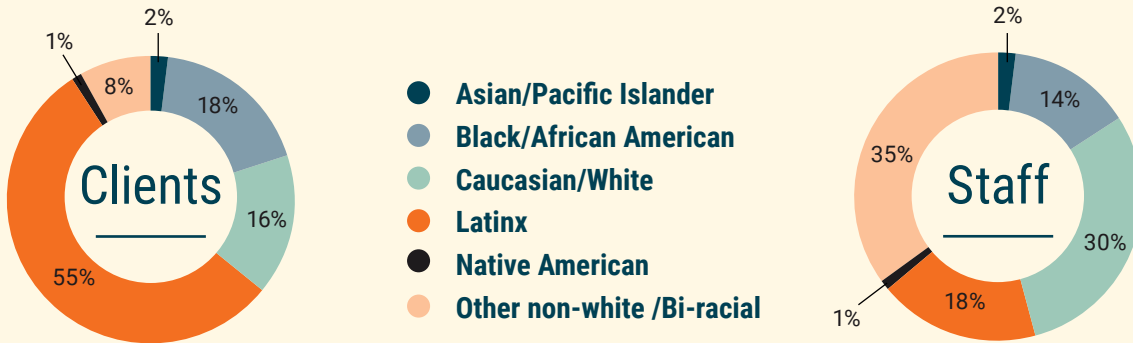 2%
1%
8%
18%
16%
55%
Clients
Asian/Pacific Islander
Black/African American
Caucasian/White
Latinx
Native American
Other non-white /Bi-racial
2%
14%
35%
30%
18%
1%
Staff